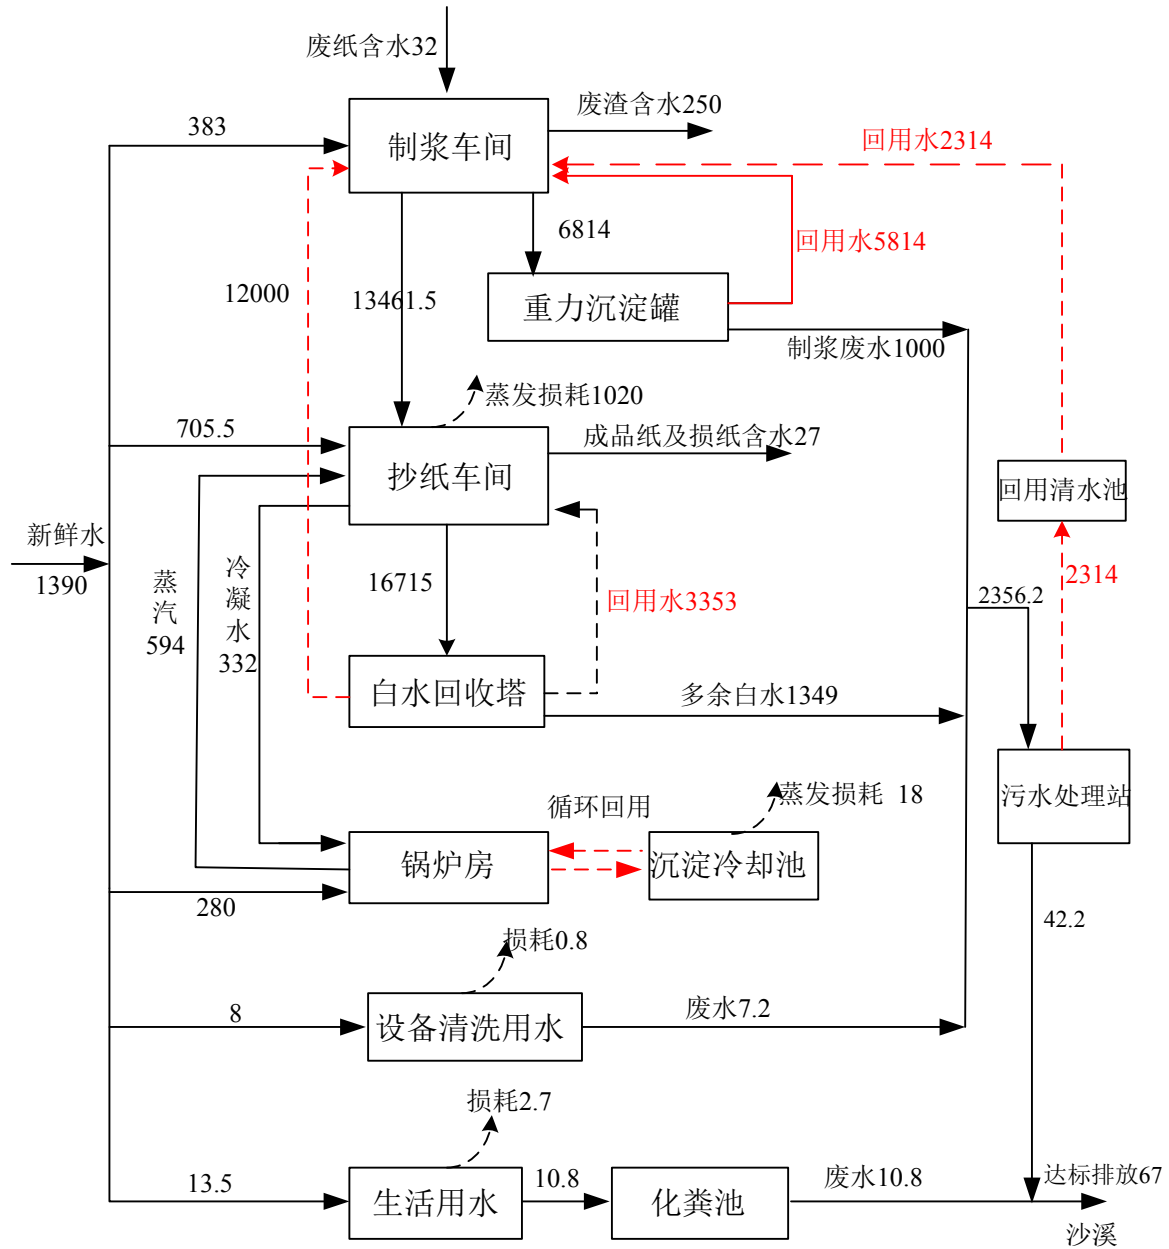 废纸含水32
废渣含水250
383
制浆车间
回用水2314
6814
回用水5814
12000
13461.5
重力沉淀罐
制浆废水1000
蒸发损耗1020
705.5
成品纸及损纸含水27
抄纸车间
回用清水池
新鲜水
1390
蒸
汽
594
冷
凝
水
332
16715
回用水3353
2314
2356.2
白水回收塔
多余白水1349
污水处理站
循环回用
蒸发损耗 18
锅炉房
沉淀冷却池
280
42.2
损耗0.8
8
设备清洗用水
废水7.2
损耗2.7
13.5
生活用水
10.8
化粪池
废水10.8
达标排放67
沙溪